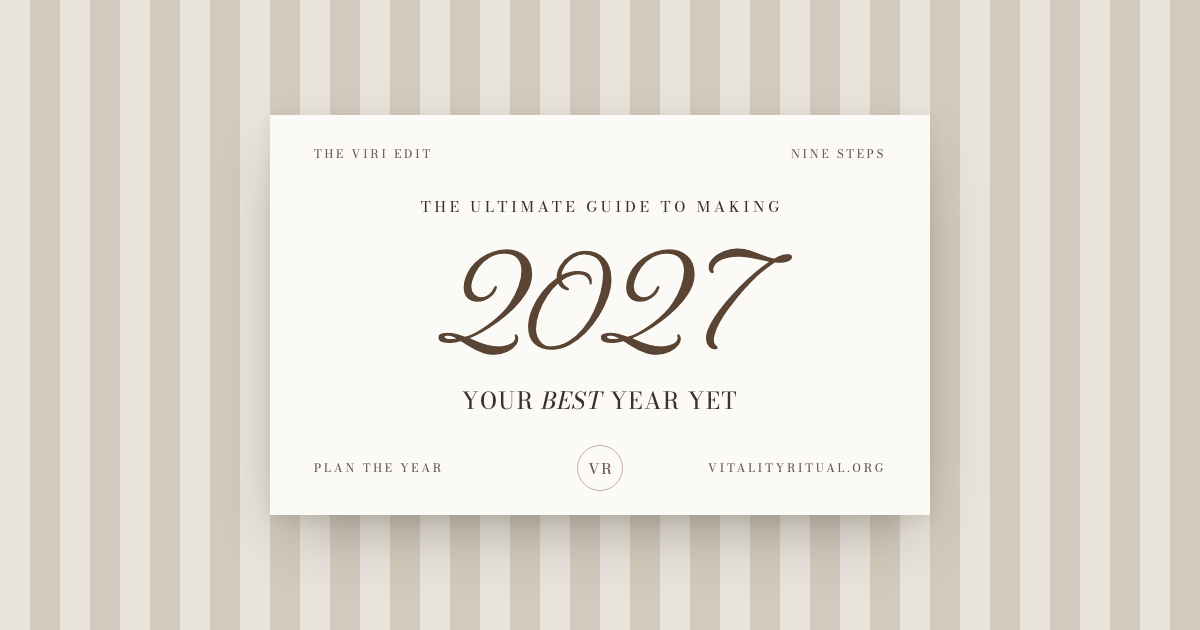 THE VIRI EDIT
NINE STEPS
THE ULTIMATE GUIDE TO MAKING
2027
YOUR BEST YEAR YET
PLAN THE YEAR
VR
VITALITYRITUAL.ORG